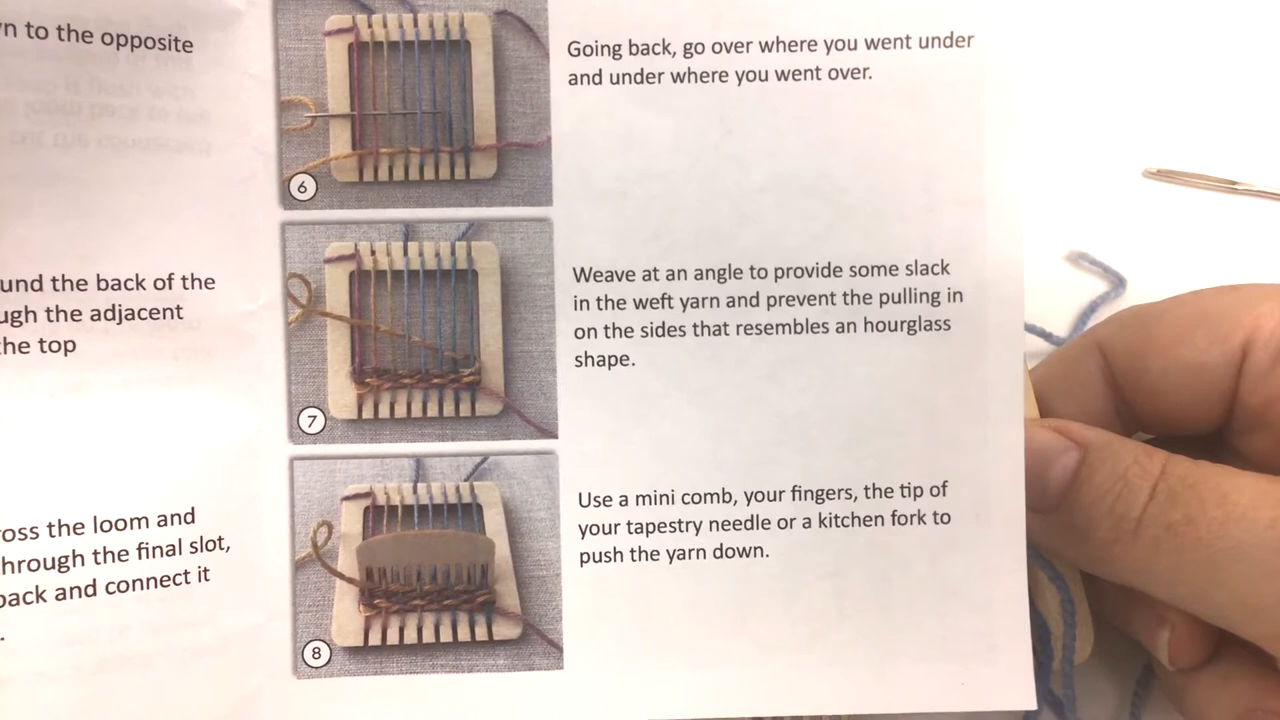 n to the opposite
und the back of the
ugh the adjacent
the top
oss the loom and
hrough the final slot,
back and connect it
.
6
Going back, go over where you went under
and under where you went over.
7
Weave at an angle to provide some slack
in the weft yarn and prevent the pulling in
on the sides that resembles an hourglass
shape.
8
Use a mini comb, your fingers, the tip of
your tapestry needle or a kitchen fork to
push the yarn down.